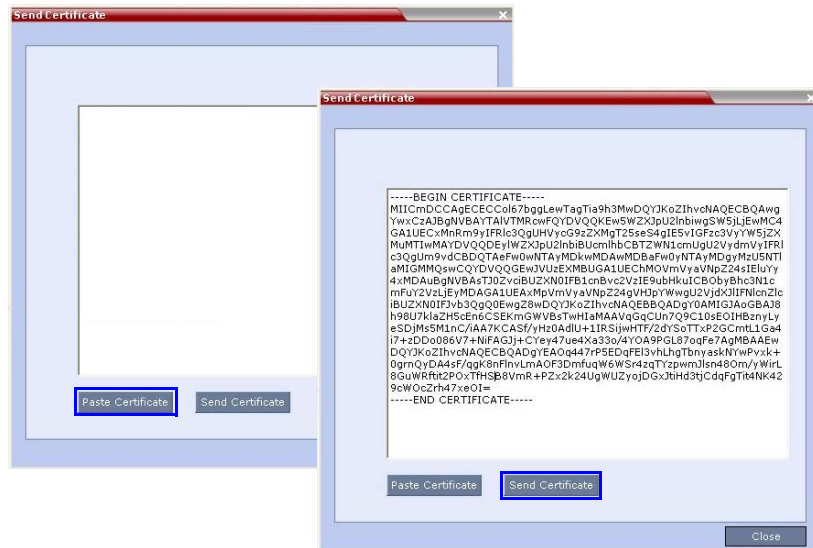 Send Certificate
Paste Certificate
Send Certificate
Send Certificate
-----BEGIN CERTIFICATE-----
MIICmDCCAgECECCol67bggLewTagTia9h3MwDQYJKoZIhvcNAQECBQAwg
YwxCzAJBgNVBAYTAlVTMRcwFQYDVQQKEw5WZXJpU2lnbiwgSW5jLjEwMC4
GA1UECxMnRm9yIFRlc3QgUHVycG9zZXMgT25seS4gIE5vIGFzc3VyYW5jZX
MuMTIwMAYDVQQDEylWZXJpU2lnbiBUcmlhbCBTZWN1cmUgU2VydmVyIFRl
c3QgUm9vdCBDQTAeFw0wNTAyMDkwMDAwMDBaFw0yNTAyMDgyMzU5NTl
aMIGMMQswCQYDVQQGEwJVUzEXMBUGA1UEChMOVmVyaVNpZ24sIEluYy
4xMDAuBgNVBAsTJ0ZvciBUZXN0IFB1cnBvc2VzIE9ubHkuICBObyBhc3N1c
mFuY2VzLjEyMDAGA1UEAxMpVmVyaVNpZ24gVHJpYWwgU2VjdXJlIFNlcnZlc
iBUZXN0IFJvb3QgQ0EwgZ8wDQYJKoZIhvcNAQEBBQADgY0AMIGJAoGBAJ8
h98U7klaZH5cEn6CSEKmGWVBsTwHIaMAAVqGqCUn7Q9C10sEOIHBznyLy
eSDjMs5M1nC/iAA7KCASf/yHz0AdlU+1IRSijwHTF/2dYSoTTxP2GCmtL1Ga4
i7+zDDo086V7+NiFAGJj+CYey47ue4Xa33o/4YOA9PGL87oqFe7AgMBAAEw
DQYJKoZIhvcNAQECBQADgYEAOq447rP5EDqFEl3vhLhgTbnyaskNYwPvxk+
0grnQyDA4sF/qgK8nFlnvLmAOF3DmfuqW6WSr4zqTYzpwmJlsn48Om/yWirL
8GuWRftit2POxTfHSB8VmR+PZx2k24UgWUZyojDGxJtiHd3tjCdqFgTit4NK42
9cWOcZrh47xeOI=
-----END CERTIFICATE-----
Paste Certificate
Send Certificate
Close